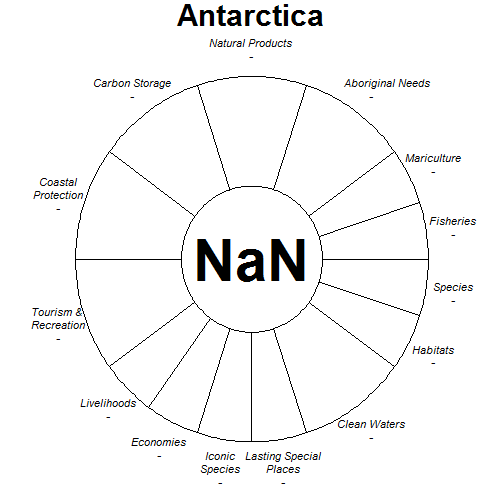 Antarctica
Natural Products
-
Carbon Storage
-
Aboriginal Needs
-
Mariculture
-
Coastal
Protection
-
Fisheries
-
NaN
Species
-
Tourism &
Recreation
-
Habitats
-
Livelihoods
-
Clean Waters
-
Economies
-
Iconic
Species
-
Lasting Special
Places
-